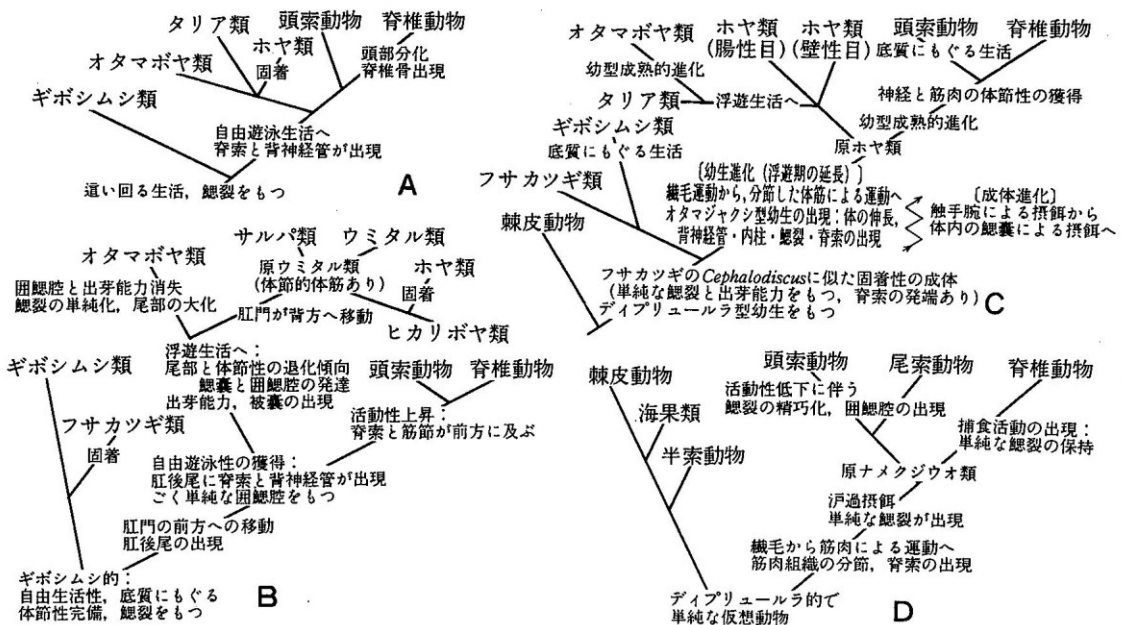 タリア類
頭索動物
脊椎動物
ホヤ類
固着
頭部分化
脊椎骨出現
オタマボヤ類
ギボシムシ類
自由遊泳生活へ
脊索と背神経管が出現
這い回る生活，鰓裂をもつ
A
サルパ類
ウミタル類
オタマボヤ類
原ウミタル類
(体節的体筋あり)
ホヤ類
固着
囲鰓腔と出芽能力消失
鰓裂の単純化，尾部の大化
肛門が背方へ移動
ヒカリボヤ類
ギボシムシ類
浮遊生活へ：
尾部と体節性の退化傾向
鰓嚢と囲鰓腔の発達
出芽能力，被嚢の出現
頭索動物
脊椎動物
フサカツギ類
固着
活動性上昇：
脊索と筋節が前方に及ぶ
自由遊泳性の獲得：
肛後尾に脊索と背神経管が出現
ごく単純な囲鰓腔をもつ
肛門の前方への移動
肛後尾の出現
ギボシムシ的：
自由生活性，底質にもぐる
体節性完備，鰓裂をもつ
B
オタマボヤ類
ホヤ類
(腸性目)
ホヤ類
(壁性目)
頭索動物
底質にもぐる生活
脊椎動物
幼型成熟的進化
タリア類
浮遊生活へ
神経と筋肉の体節性の獲得
ギボシムシ類
底質にもぐる生活
幼型成熟的進化
原ホヤ類
フサカツギ類
〔幼生進化（浮遊期の延長）〕
繊毛運動から，分節した体筋による運動へ
オタマジャクシ型幼生の出現：体の伸長，
背神経管・内柱・鰓裂・脊索の出現
〔成体進化〕
触手腕による摂餌から
体内の鰓嚢による摂餌へ
棘皮動物
フサカツギのCephalodiscusに似た固着性の成体
(単純な鰓裂と出芽能力をもつ，脊索の発端あり)
ディプリュールラ型幼生をもつ
C
棘皮動物
頭索動物
尾索動物
脊椎動物
活動性低下に伴う
鰓裂の精巧化，囲鰓腔の出現
海果類
捕食活動の出現：
単純な鰓裂の保持
半索動物
原ナメクジウオ類
沪過摂餌
単純な鰓裂が出現
繊毛から筋肉による運動へ
筋肉組織の分節，脊索の出現
ディプリュールラ的で
単純な仮想動物
D